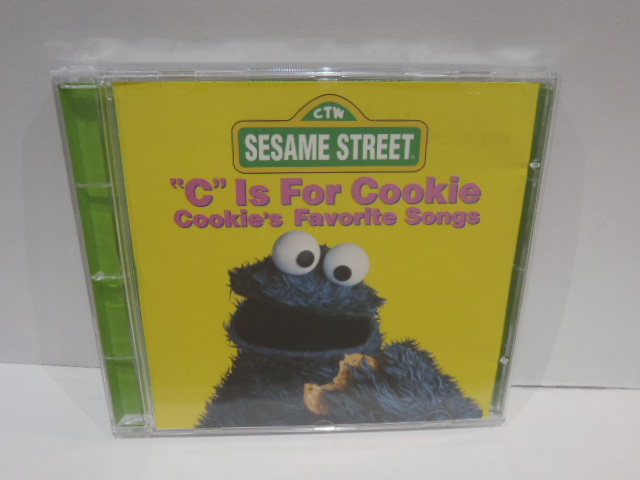 CTW
SESAME STREET
"C" Is For Cookie
Cookie's Favorite Songs